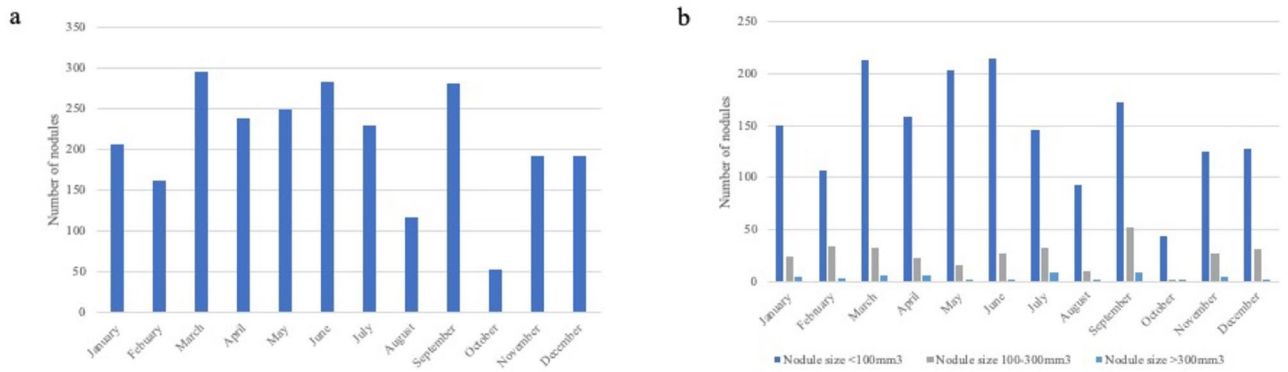 a
350
300
250
200
150
100
50
0
Number of nodules
January
Febuary
March
April
May
June
July
August
September
October
November
December
b
250
200
150
100
50
0
Number of nodules
January
February
March
April
May
June
July
August
September
October
November
December
Nodule size <100mm3 Nodule size 100-300mm3 Nodule size >300mm3